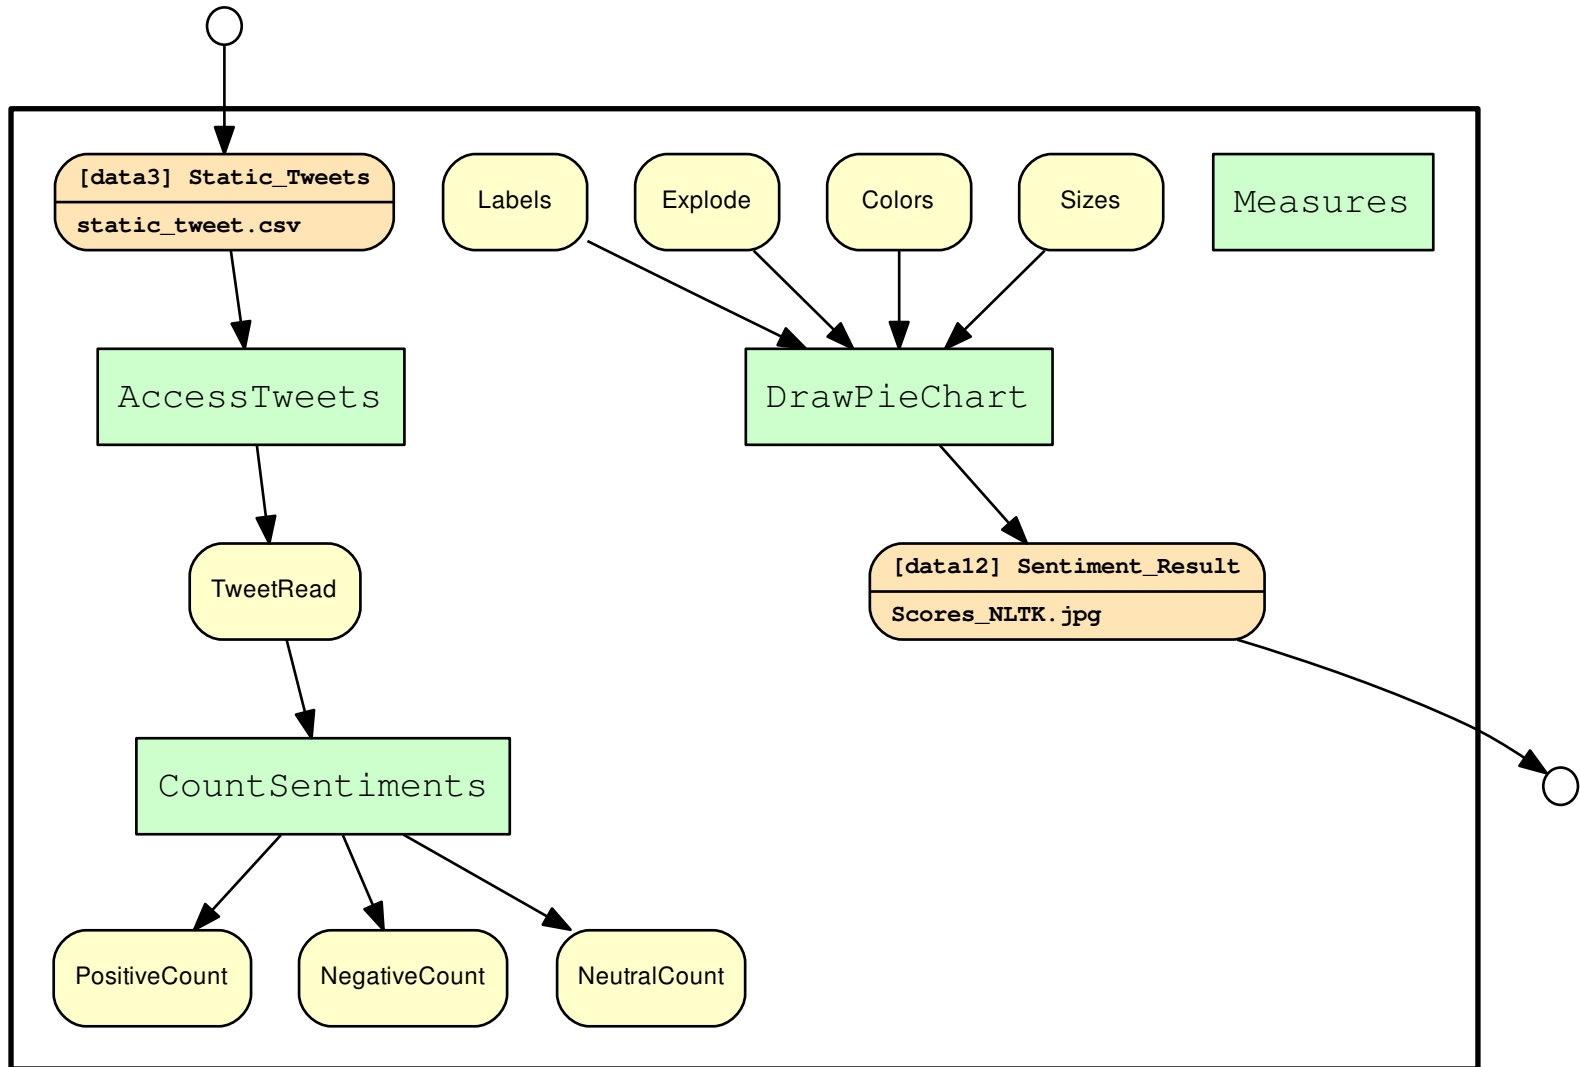 [data3] Static_Tweets
static_tweet.csv
Labels
Explode
Colors
Sizes
Measures
AccessTweets
DrawPieChart
TweetRead
[data12] Sentiment_Result
Scores_NLTK.jpg
CountSentiments
PositiveCount
NegativeCount
NeutralCount